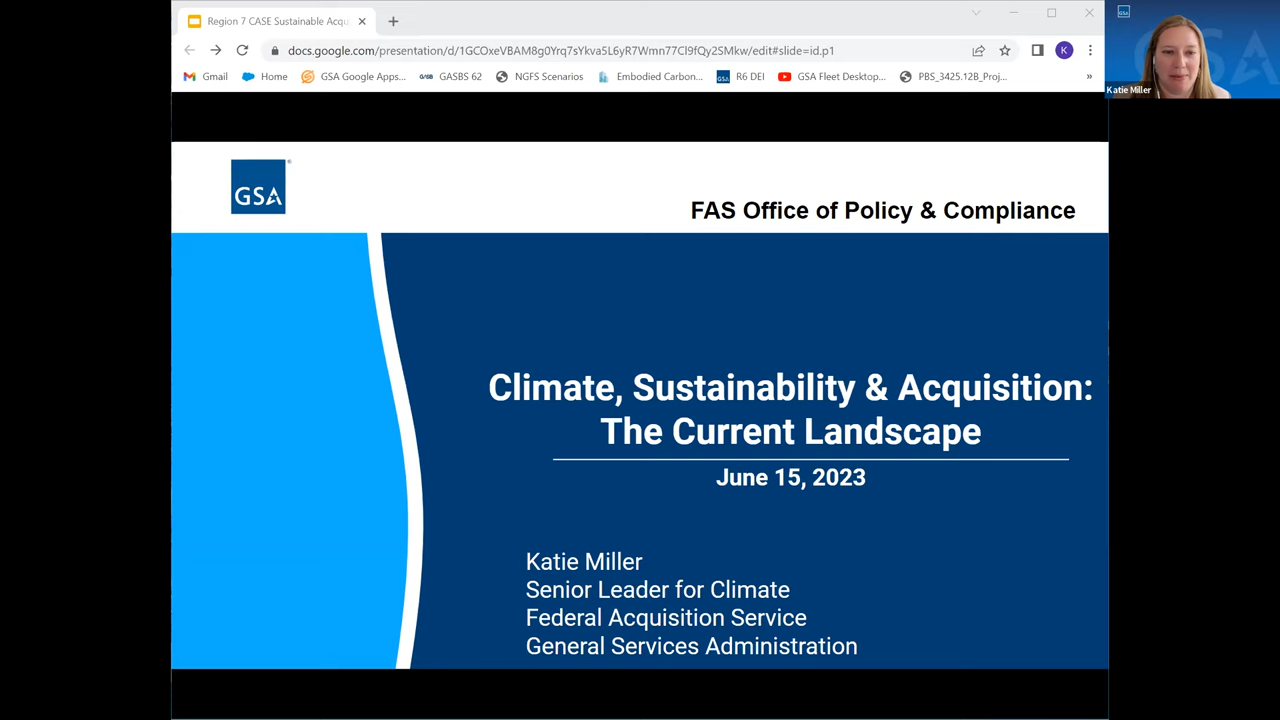 Region 7 CASE Sustainable Acqu
docs.google.com/presentation/d/1GCOxeVBAM8g0Yrq7sYkva5L6yR7Wmn77Cl9fQy2SMkw/edit#slide=id.p1
K
Gmail
Home
GSA Google Apps...
GSABS 62
NGFS Scenarios
Embodied Carbon...
R6 DEI
GSA Fleet Desktop...
PBS_3425.12B_Proj...
»
GSA
Katie Miller
GSA
FAS Office of Policy & Compliance
Climate, Sustainability & Acquisition:
The Current Landscape
June 15, 2023
Katie Miller
Senior Leader for Climate
Federal Acquisition Service
General Services Administration